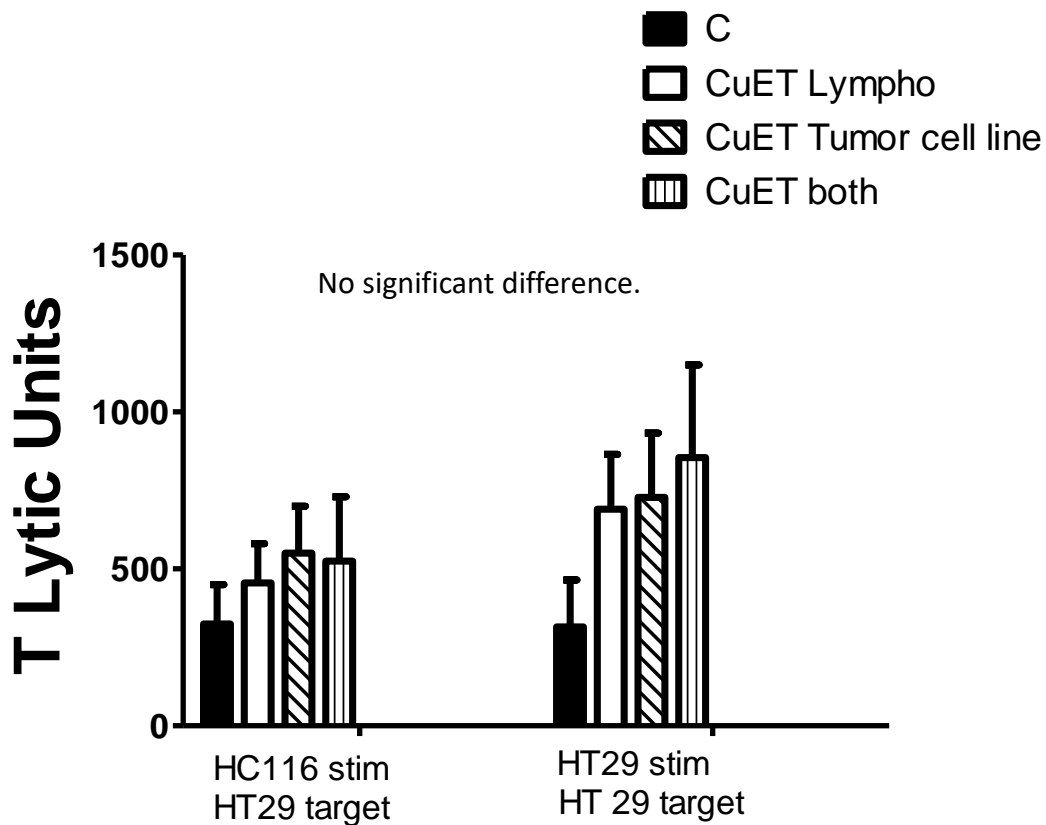 C
CuET Lympho
CuET Tumor cell line
CuET both
1500
No significant difference.
1000
500
0
T Lytic Units
HC116 stim
HT29 target
HT29 stim
HT 29 target